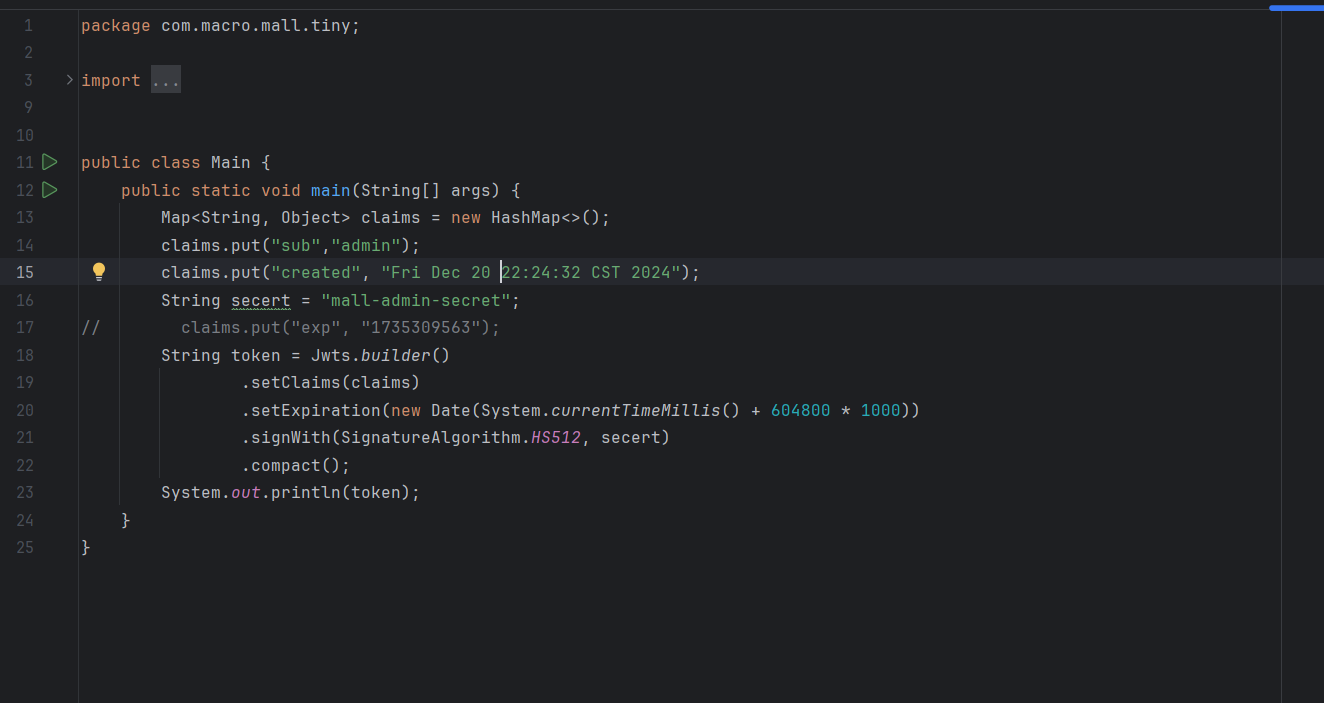 1 package com.macro.mall.tiny;
2
3 import ...
9
10
11 public class Main {
12     public static void main(String[] args) {
13         Map<String, Object> claims = new HashMap<>();
14         claims.put("sub","admin");
15         claims.put("created", "Fri Dec 20 22:24:32 CST 2024");
16         String secert = "mall-admin-secret";
17 //        claims.put("exp", "1735309563");
18         String token = Jwts.builder()
19                 .setClaims(claims)
20                 .setExpiration(new Date(System.currentTimeMillis() + 604800 * 1000))
21                 .signWith(SignatureAlgorithm.HS512, secert)
22                 .compact();
23         System.out.println(token);
24     }
25 }